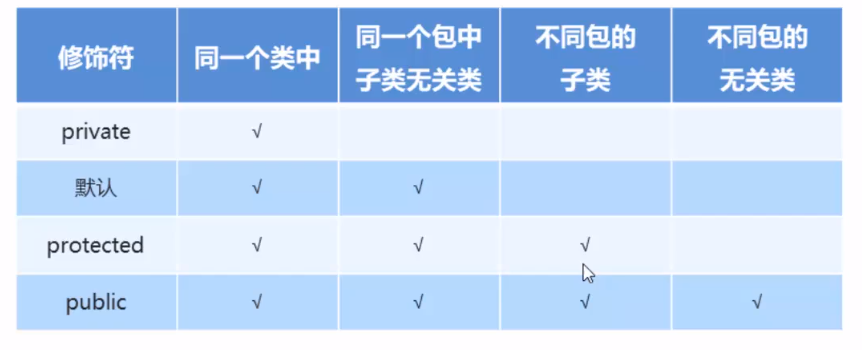 修饰符 同一个类中 同一个包中 不同包的 不同包的
子类无关类 子类 无关类
private √
默认 √ √
protected √ √ √
public √ √ √ √